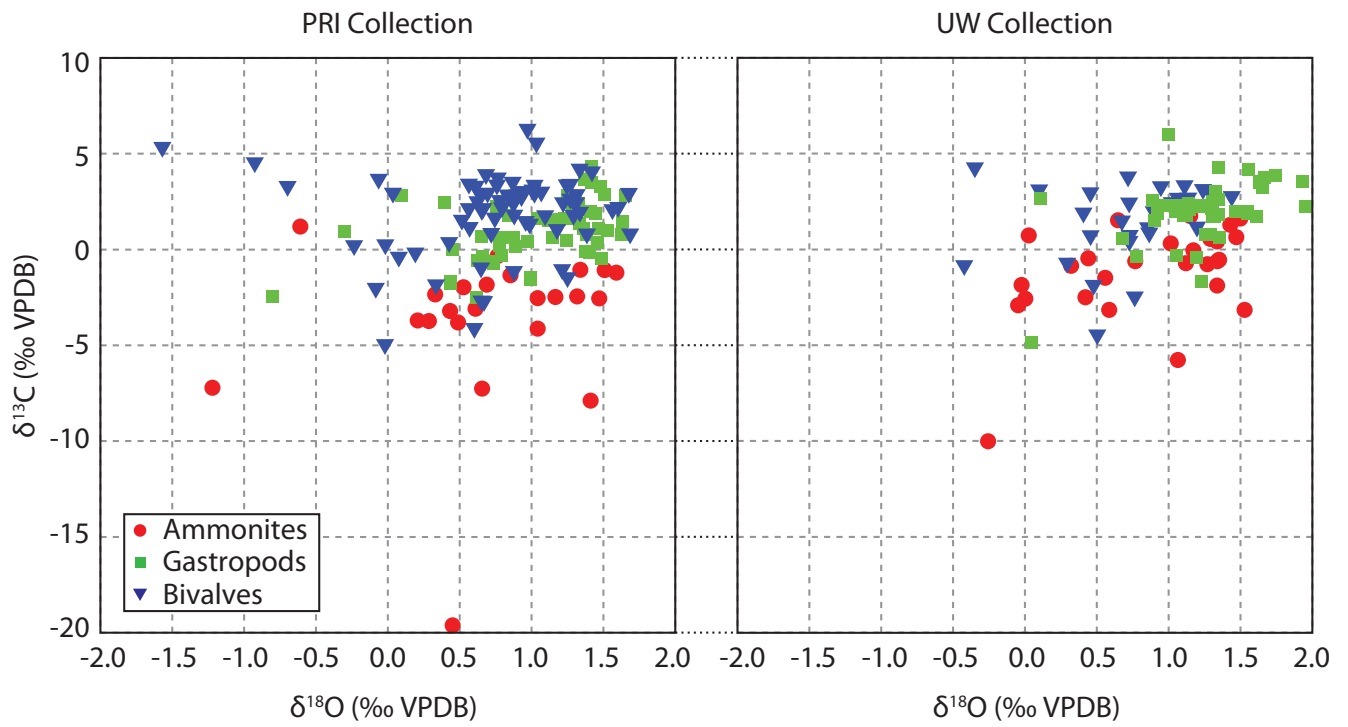 PRI Collection
UW Collection
10
5
0
-5
-10
-15
-20
δ¹³C (‰ VPDB)
Ammonites
Gastropods
Bivalves
-2.0 -1.5 -1.0 -0.5 0.0 0.5 1.0 1.5 2.0
-2.0 -1.5 -1.0 -0.5 0.0 0.5 1.0 1.5 2.0
δ¹⁸O (‰ VPDB)
δ¹⁸O (‰ VPDB)